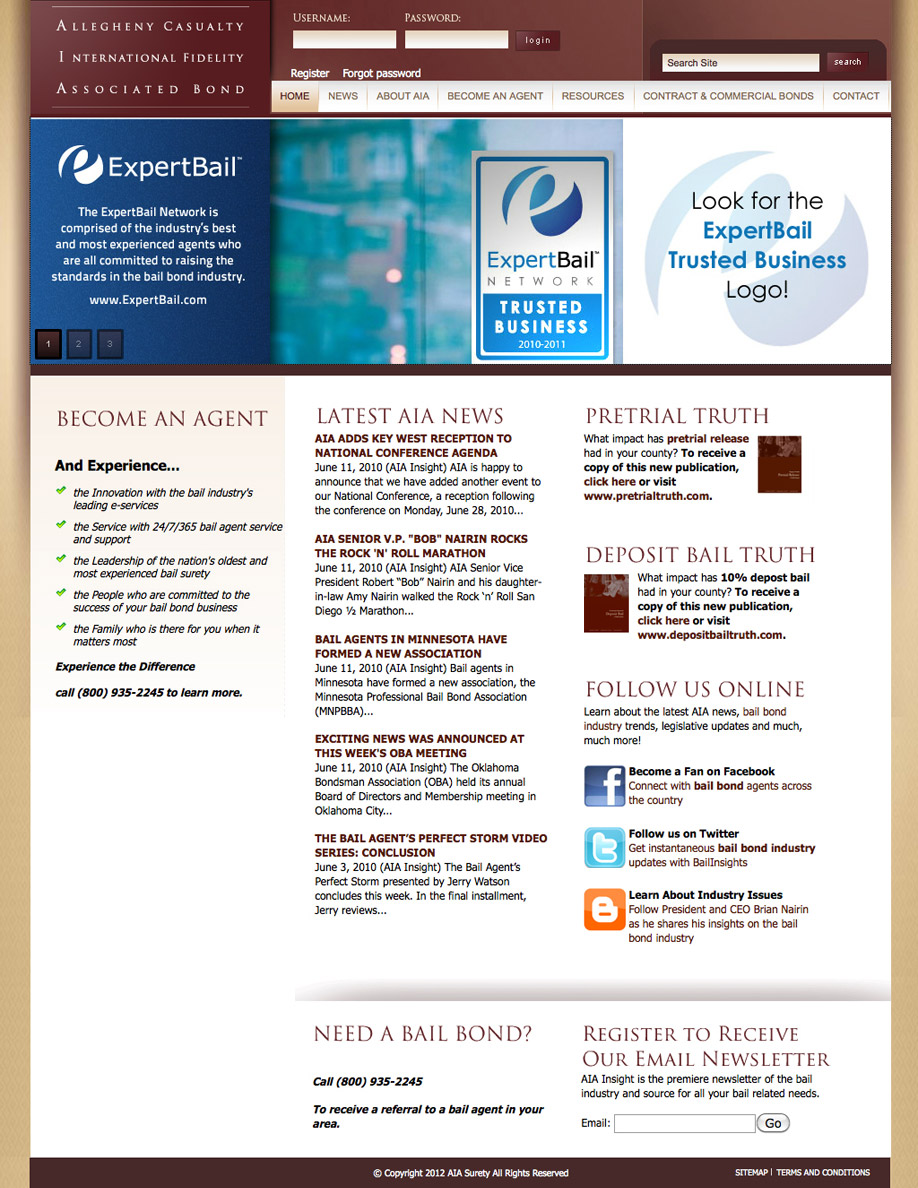 ALLEGHENY CASUALTY
INTERNATIONAL FIDELITY
ASSOCIATED BOND
USERNAME:
PASSWORD:
login
Register Forgot password
Search Site
search
HOME NEWS ABOUT AIA BECOME AN AGENT RESOURCES CONTRACT & COMMERCIAL BONDS CONTACT
ExpertBail™
The ExpertBail Network is
comprised of the industry's best
and most experienced agents who
are all committed to raising the
standards in the bail bond industry.
www.ExpertBail.com
1 2 3
ExpertBail™
NETWORK
TRUSTED
BUSINESS
2010-2011
Look for the
ExpertBail
Trusted Business
Logo!
BECOME AN AGENT
And Experience...
the Innovation with the bail industry's
leading e-services
the Service with 24/7/365 bail agent service
and support
the Leadership of the nation's oldest and
most experienced bail surety
the People who are committed to the
success of your bail bond business
the Family who is there for you when it
matters most
Experience the Difference
call (800) 935-2245 to learn more.
LATEST AIA NEWS
AIA ADDS KEY WEST RECEPTION TO
NATIONAL CONFERENCE AGENDA
June 11, 2010 (AIA Insight) AIA is happy to
announce that we have added another event to
our National Conference, a reception following
the conference on Monday, June 28, 2010...
AIA SENIOR V.P. "BOB" NAIRIN ROCKS
THE ROCK 'N' ROLL MARATHON
June 11, 2010 (AIA Insight) AIA Senior Vice
President Robert “Bob” Nairin and his daughter-
in-law Amy Nairin walked the Rock ‘n’ Roll San
Diego ½ Marathon...
BAIL AGENTS IN MINNESOTA HAVE
FORMED A NEW ASSOCIATION
June 11, 2010 (AIA Insight) Bail agents in
Minnesota have formed a new association, the
Minnesota Professional Bail Bond Association
(MNPBBA)...
EXCITING NEWS WAS ANNOUNCED AT
THIS WEEK'S OBA MEETING
June 11, 2010 (AIA Insight) The Oklahoma
Bondsman Association (OBA) held its annual
Board of Directors and Membership meeting in
Oklahoma City...
THE BAIL AGENT’S PERFECT STORM VIDEO
SERIES: CONCLUSION
June 3, 2010 (AIA Insight) The Bail Agent’s
Perfect Storm presented by Jerry Watson
concludes this week. In the final installment,
Jerry reviews...
PRETRIAL TRUTH
What impact has pretrial release
had in your county? To receive a
copy of this new publication,
click here or visit
www.pretrialtruth.com.
DEPOSIT BAIL TRUTH
What impact has 10% depost bail
had in your county? To receive a
copy of this new publication,
click here or visit
www.depositbailtruth.com.
FOLLOW US ONLINE
Learn about the latest AIA news, bail bond
industry trends, legislative updates and much,
much more!
Become a Fan on Facebook
Connect with bail bond agents across
the country
Follow us on Twitter
Get instantaneous bail bond industry
updates with BailInsights
Learn About Industry Issues
Follow President and CEO Brian Nairin
as he shares his insights on the bail
bond industry
NEED A BAIL BOND?
Call (800) 935-2245
To receive a referral to a bail agent in your
area.
REGISTER TO RECEIVE
OUR EMAIL NEWSLETTER
AIA Insight is the premiere newsletter of the bail
industry and source for all your bail related needs.
Email:
Go
© Copyright 2012 AIA Surety All Rights Reserved
SITEMAP | TERMS AND CONDITIONS